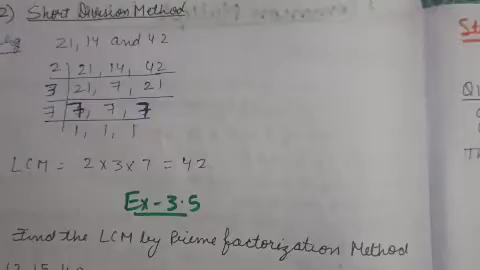 2) Short Division Method
21, 14 and 42
2 | 21, 14, 42
3 | 21, 7, 21
7 | 7, 7, 7
1, 1, 1
LCM = 2 × 3 × 7 = 42
Ex-3.5
Find the LCM by Prieme factorization Method